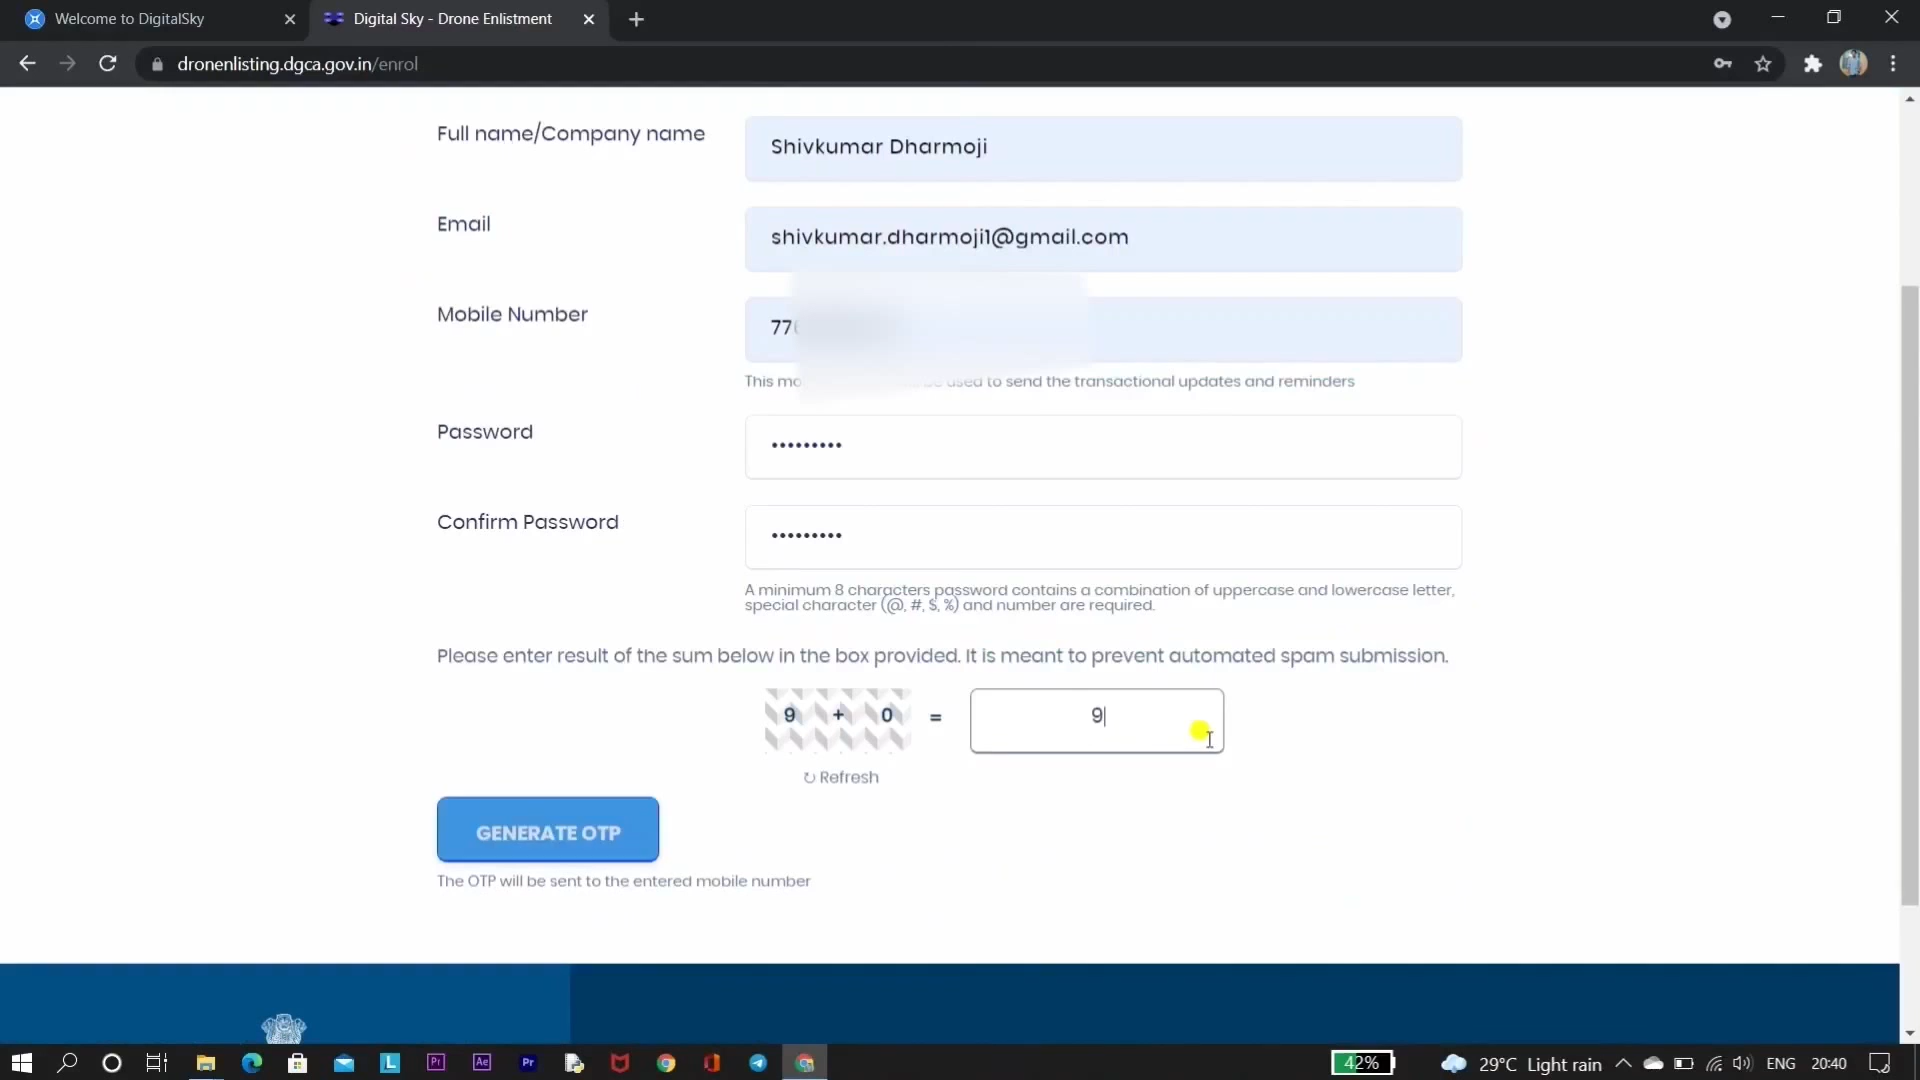 Welcome to DigitalSky
Digital Sky - Drone Enlistment
dronenlisting.dgca.gov.in/enrol
Full name/Company name
Shivkumar Dharmoji
Email
shivkumar.dharmoji1@gmail.com
Mobile Number
77
This used to send the transactional updates and reminders
Password
Confirm Password
A minimum 8 characters password contains a combination of uppercase and lowercase letter,
special character (@, #, $, %) and number are required.
Please enter result of the sum below in the box provided. It is meant to prevent automated spam submission.
9 + 0 = 9
Refresh
GENERATE OTP
The OTP will be sent to the entered mobile number
L Pr Ae Pr 42% 29°C Light rain ENG 20:40